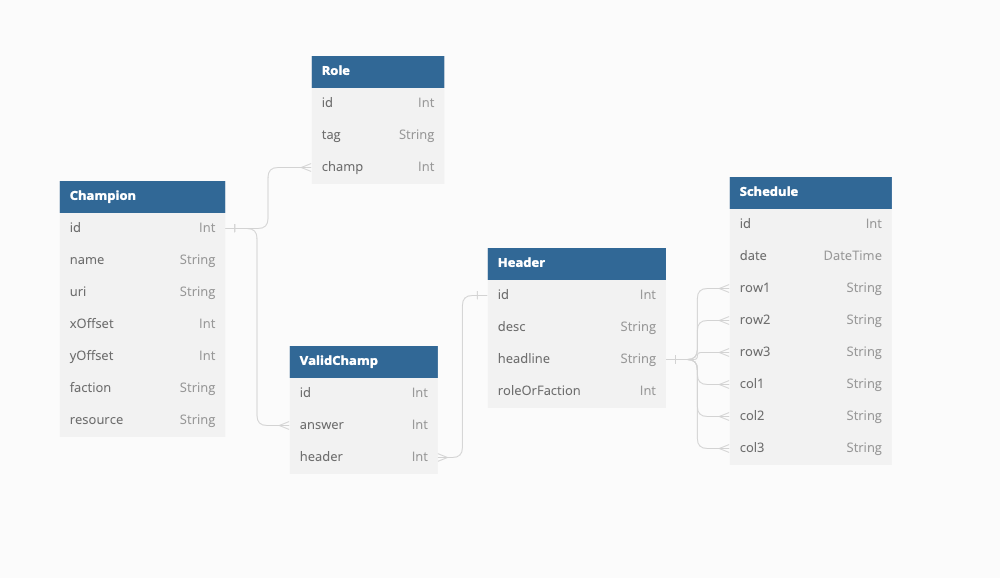 Role
id Int
tag String
champ Int
Champion
id Int
name String
uri String
xOffset Int
yOffset Int
faction String
resource String
ValidChamp
id Int
answer Int
header Int
Header
id Int
desc String
headline String
roleOrFaction Int
Schedule
id Int
date DateTime
row1 String
row2 String
row3 String
col1 String
col2 String
col3 String